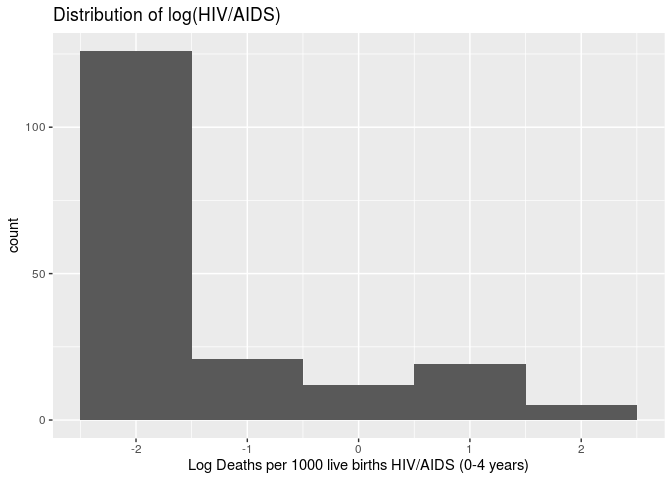 Distribution of log(HIV/AIDS)
count
100
50
0
-2 -1 0 1 2
Log Deaths per 1000 live births HIV/AIDS (0-4 years)